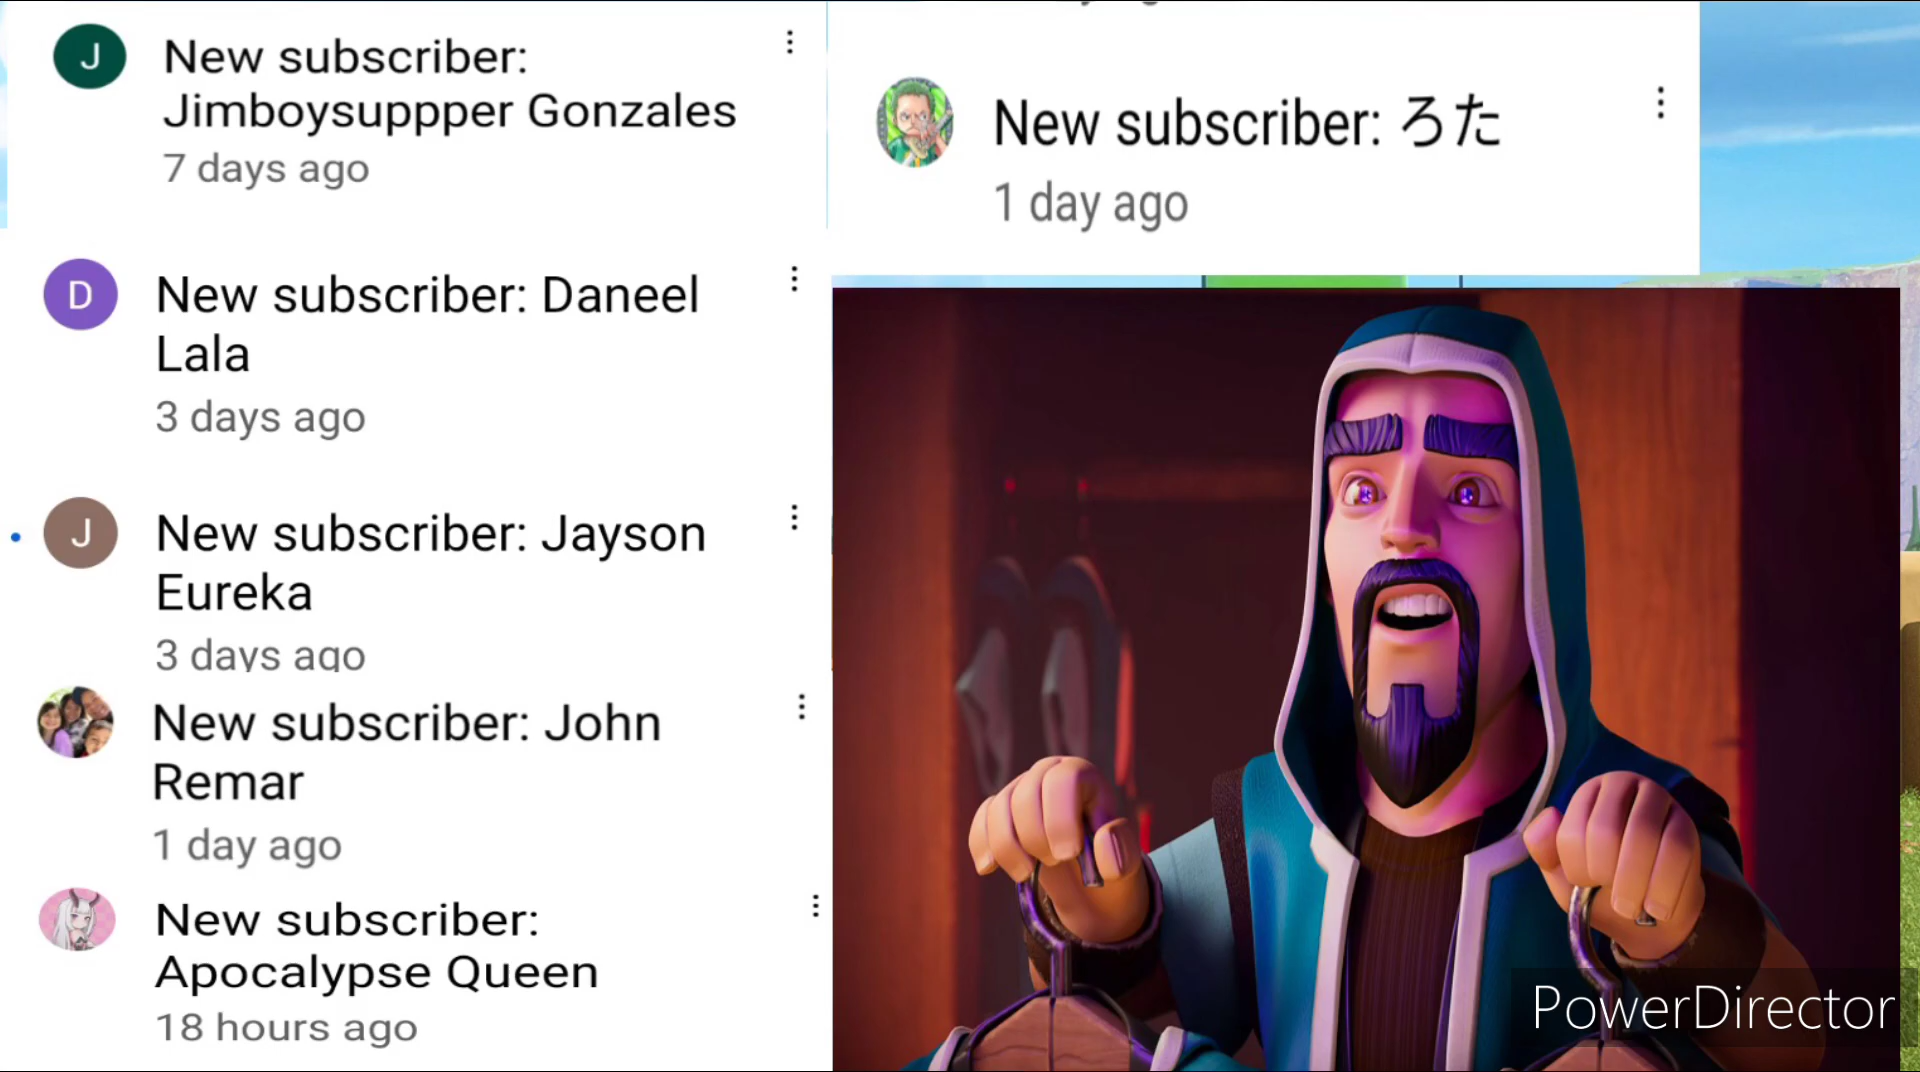 J
New subscriber:
Jimboysuppper Gonzales
7 days ago
D
New subscriber: Daneel
Lala
3 days ago
J
New subscriber: Jayson
Eureka
3 days ago
New subscriber: John
Remar
1 day ago
New subscriber:
Apocalypse Queen
18 hours ago
New subscriber: ろた
1 day ago
PowerDirector